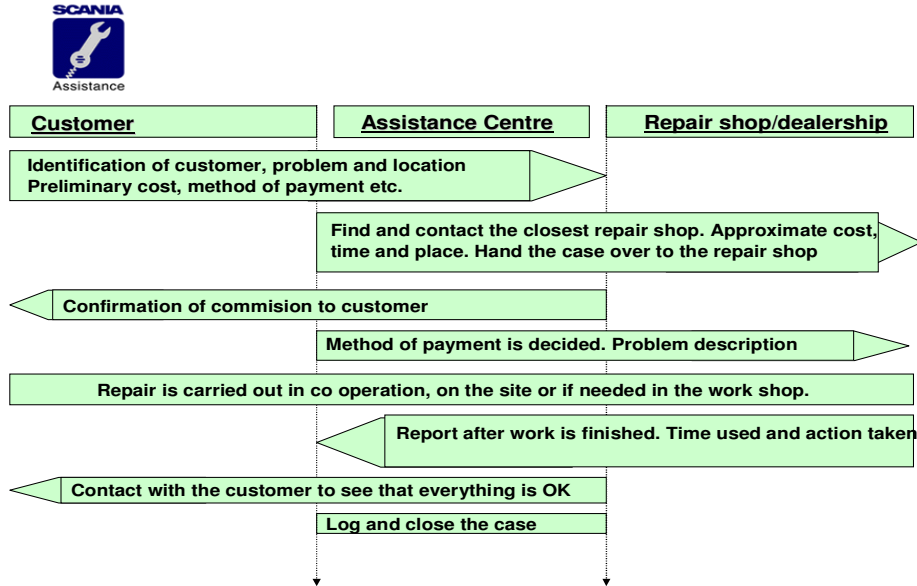 SCANIA
Assistance
Customer
Assistance Centre
Repair shop/dealership
Identification of customer, problem and location
Preliminary cost, method of payment etc.
Find and contact the closest repair shop. Approximate cost,
time and place. Hand the case over to the repair shop
Confirmation of commision to customer
Method of payment is decided. Problem description
Repair is carried out in co operation, on the site or if needed in the work shop.
Report after work is finished. Time used and action taken
Contact with the customer to see that everything is OK
Log and close the case